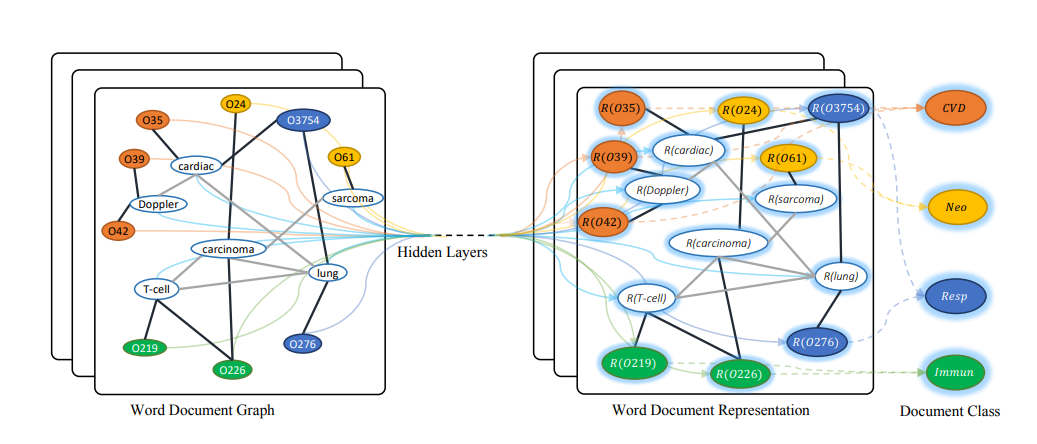 O24
O35
O3754
O39
O61
cardiac
sarcoma
Doppler
O42
carcinoma
lung
T-cell
O219
O276
O226
Word Document Graph
Hidden Layers
R(O35)
R(O24)
R(O3754)
R(O39)
R(cardiac)
R(O61)
R(Doppler)
R(sarcoma)
R(O42)
R(carcinoma)
R(lung)
R(T-cell)
R(O276)
R(O219)
R(O226)
Word Document Representation
CVD
Neo
Resp
Immun
Document Class